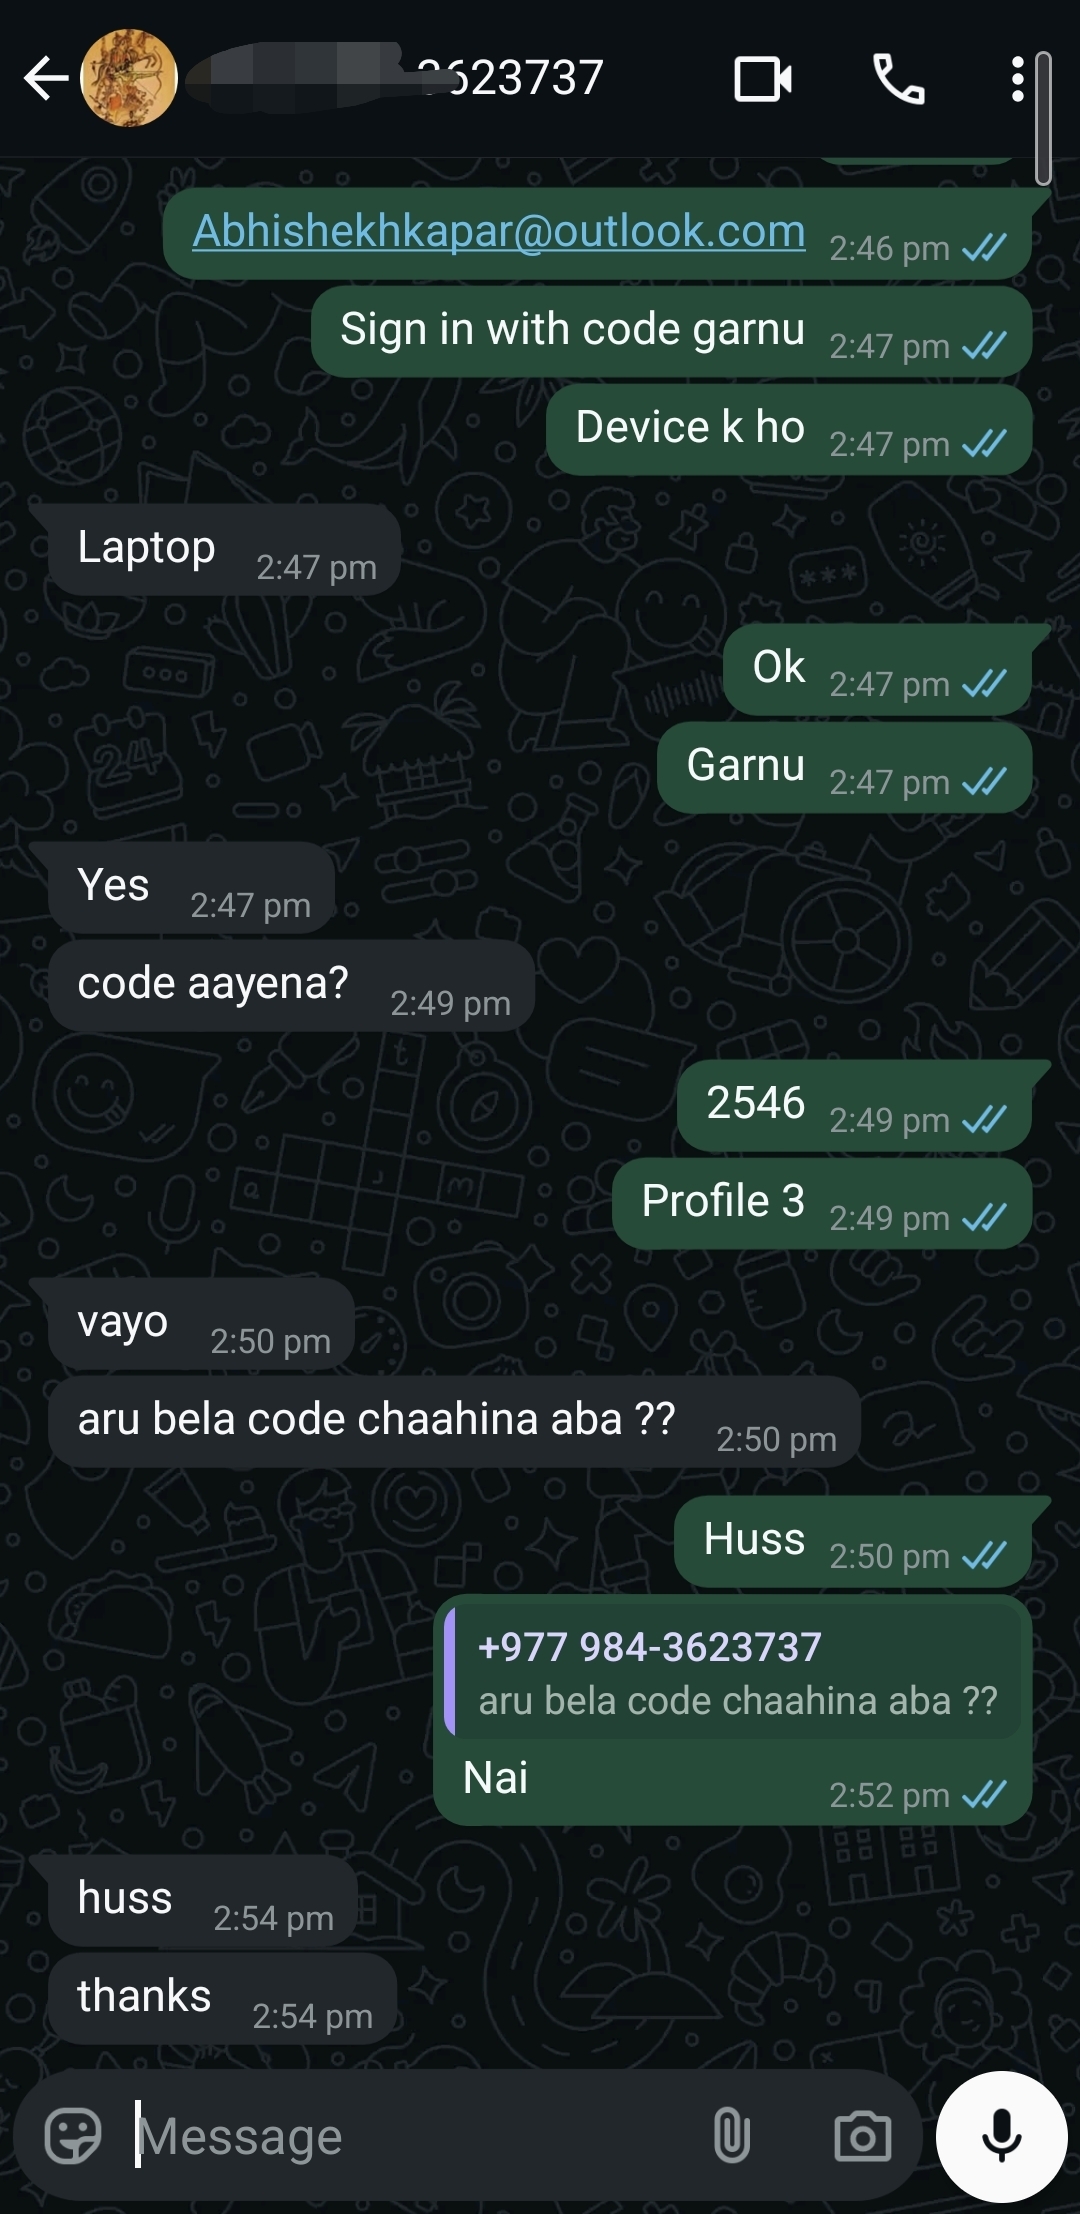 3623737
Abhishekhkapar@outlook.com 2:46 pm
Sign in with code garnu 2:47 pm
Device k ho 2:47 pm
Laptop 2:47 pm
Ok 2:47 pm
Garnu 2:47 pm
Yes 2:47 pm
code aayena? 2:49 pm
2546 2:49 pm
Profile 3 2:49 pm
vayo 2:50 pm
aru bela code chaahina aba ?? 2:50 pm
Huss 2:50 pm
+977 984-3623737
aru bela code chaahina aba ??
Nai 2:52 pm
huss 2:54 pm
thanks 2:54 pm
Message